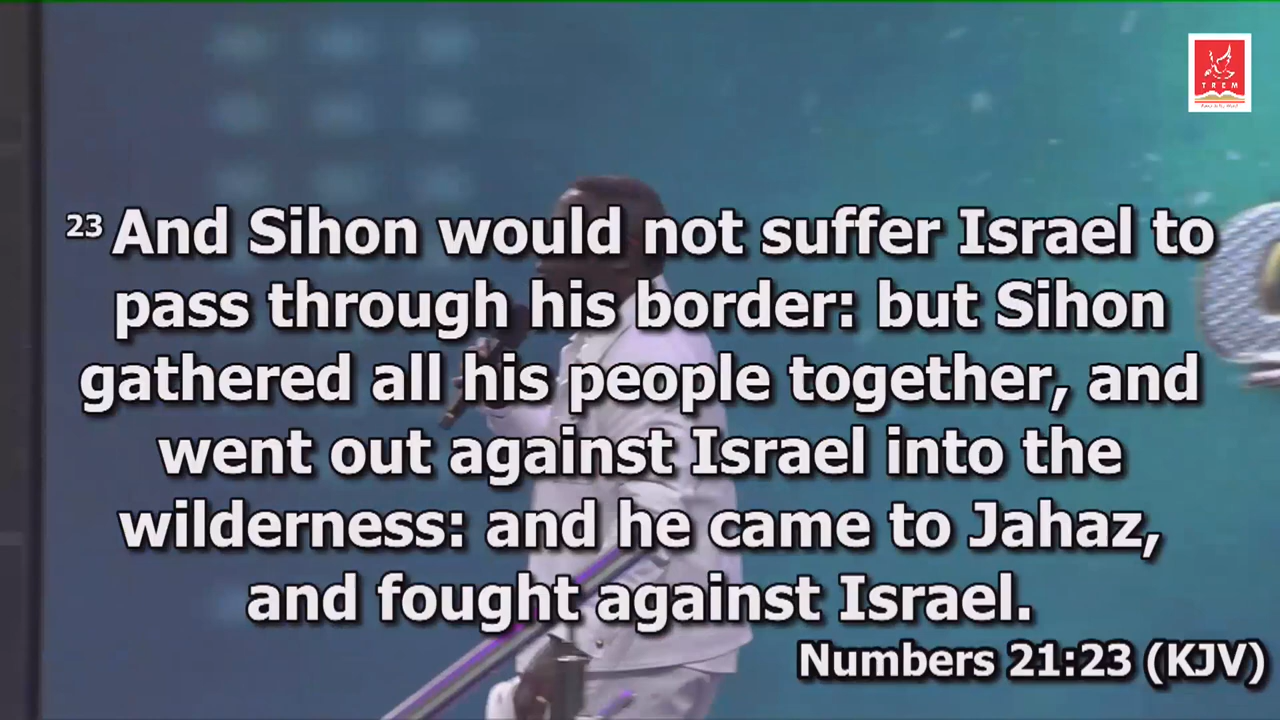 TREM
23 And Sihon would not suffer Israel to
pass through his border: but Sihon
gathered all his people together, and
went out against Israel into the
wilderness: and he came to Jahaz,
and fought against Israel.
Numbers 21:23 (KJV)